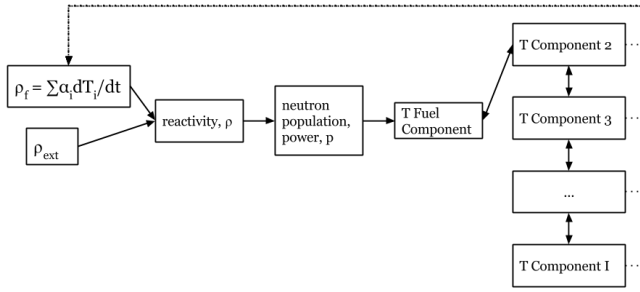 ρf = ∑αidTi/dt
ρext
reactivity, ρ
neutron
population,
power, p
T Fuel
Component
T Component 2
T Component 3
...
T Component I